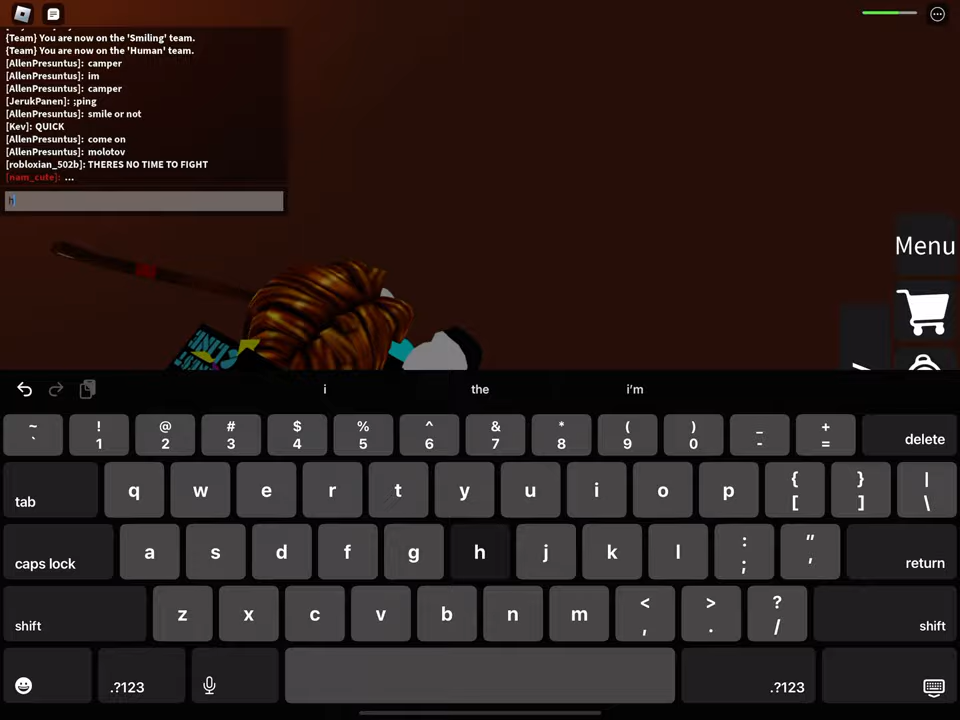 {Team} You are now on the 'Smiling' team.
{Team} You are now on the 'Human' team.
[AllenPresuntus]: camper
[AllenPresuntus]: im
[AllenPresuntus]: camper
[JerukPanen]: ;ping
[AllenPresuntus]: smile or not
[Kev]: QUICK
[AllenPresuntus]: come on
[AllenPresuntus]: molotov
[robloxian_502b]: THERES NO TIME TO FIGHT
[nam_cute]: ...
h
Menu
i the i'm
~ ! @ # $ % ^ & * ( ) _ +
` 1 2 3 4 5 6 7 8 9 0 - = delete
tab q w e r t y u i o p { [ } ] | \
caps lock a s d f g h j k l : ; " ' return
shift z x c v b n m < , > . ? / shift
.?123 .?123